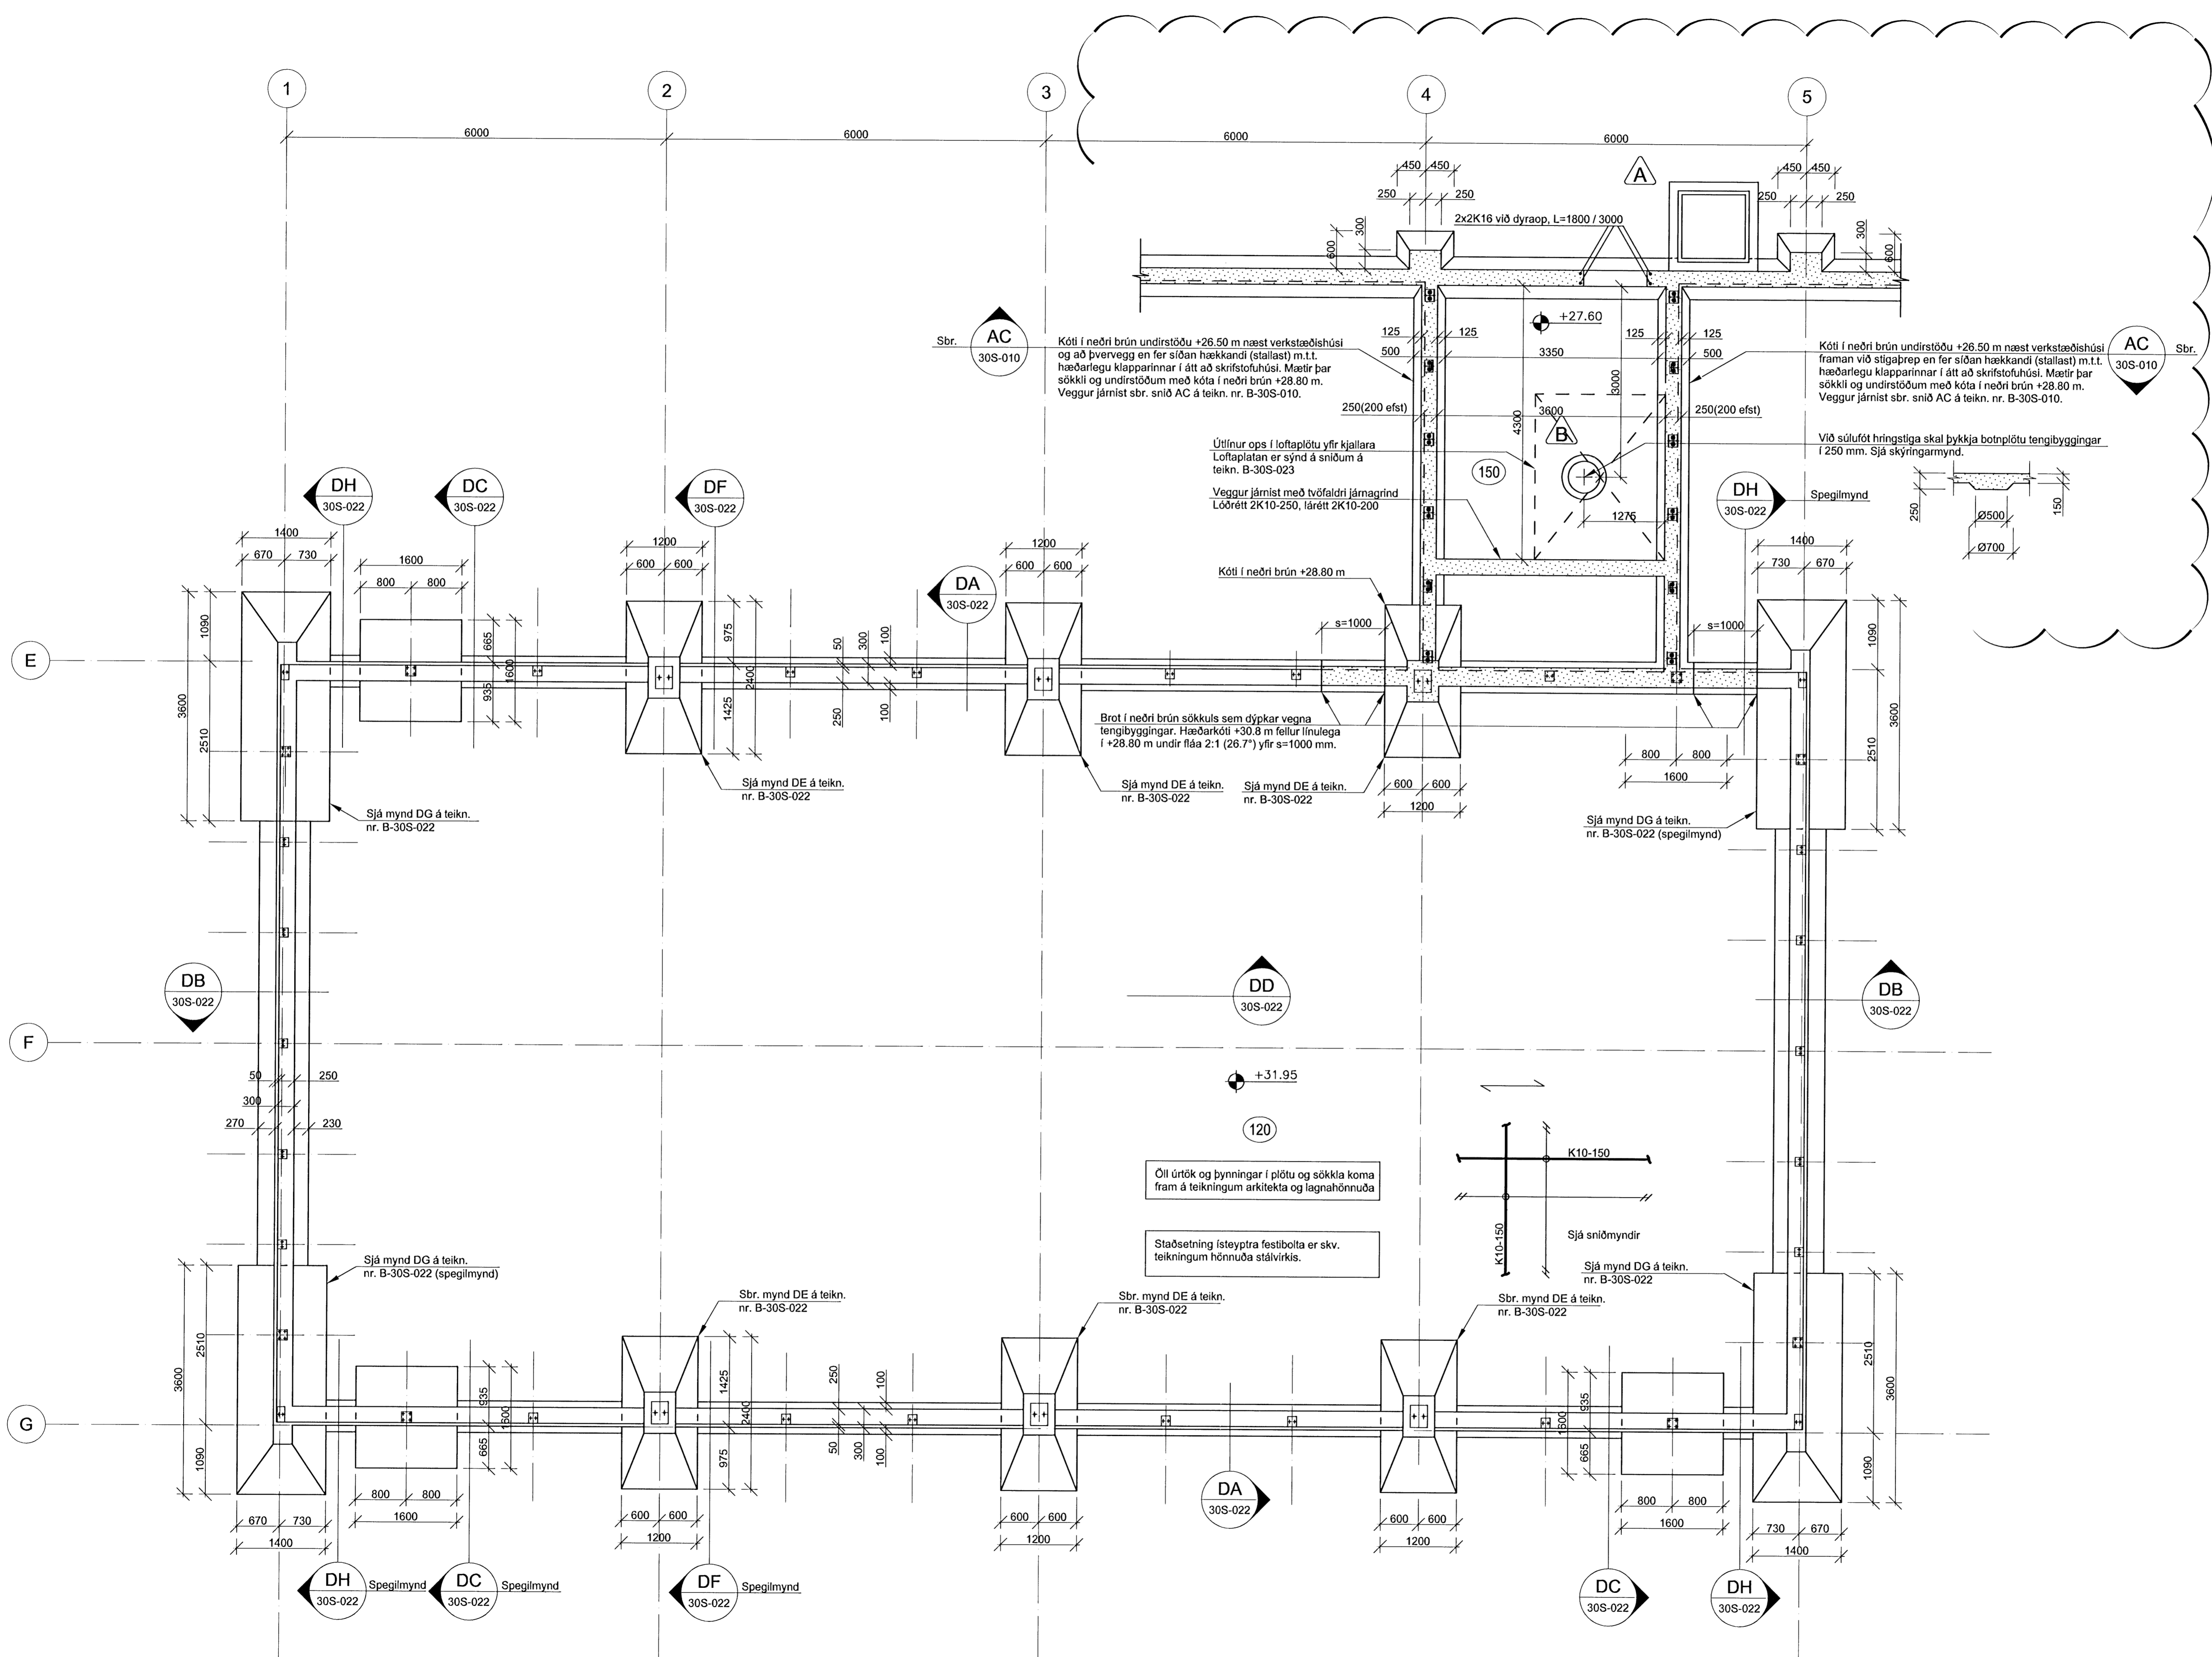 1
2
3
4
5
6000
6000
6000
6000
450
450
450
450
250
250
250
250
A
2x2K16 við dyraop, L=1800 / 3000
600
300
300
600
+27.60
Sbr.
AC
30S-010
Kóti í neðri brún undirstöðu +26.50 m næst verkstæðishúsi
og að þvervegg en fer síðan hækkandi (stallast) m.t.t.
hæðarlegu klapparinnar í átt að skrifstofuhúsi. Mætir þar
sökkli og undirstöðum með kóta í neðri brún +28.80 m.
Veggur járnist sbr. snið AC á teikn. nr. B-30S-010.
125
125
500
3350
125
125
500
Kóti í neðri brún undirstöðu +26.50 m næst verkstæðishúsi
framan við stigaþrep en fer síðan hækkandi (stallast) m.t.t.
hæðarlegu klapparinnar í átt að skrifstofuhúsi. Mætir þar
sökkli og undirstöðum með kóta í neðri brún +28.80 m.
Veggur járnist sbr. snið AC á teikn. nr. B-30S-010.
AC
30S-010
Sbr.
3000
4300
250(200 efst)
3600
250(200 efst)
B
Útlínur ops í loftaplötu yfir kjallara
Loftaplatan er sýnd á sniðum á
teikn. B-30S-023
150
Við súlufót hringstiga skal þykkja botnplötu tengibyggingar
í 250 mm. Sjá skýringarmynd.
Veggur járnist með tvöfaldri járnagrind
Lóðrétt 2K10-250, lárétt 2K10-200
1275
250
Ø500
Ø700
150
DH
30S-022
DC
30S-022
DF
30S-022
DH
30S-022
Spegilmynd
1400
670
730
1600
800
800
1200
600
600
DA
30S-022
1200
600
600
Kóti í neðri brún +28.80 m
1400
730
670
E
3600
1090
2510
665
935
1600
975
1425
2400
50
250
300
100
100
s=1000
s=1000
1090
2510
3600
Brot í neðri brún sökkuls sem dýpkar vegna
tengibyggingar. Hæðarkóti +30.8 m fellur línulega
í +28.80 m undir fláa 2:1 (26.7°) yfir s=1000 mm.
800
800
1600
Sjá mynd DG á teikn.
nr. B-30S-022
Sjá mynd DE á teikn.
nr. B-30S-022
Sjá mynd DE á teikn.
nr. B-30S-022
Sjá mynd DE á teikn.
nr. B-30S-022
600
600
1200
Sjá mynd DG á teikn.
nr. B-30S-022 (spegilmynd)
DB
30S-022
DD
30S-022
DB
30S-022
F
50
250
300
270
230
+31.95
120
Öll úrtök og þynningar í plötu og sökkla koma
fram á teikningum arkitekta og lagnahönnuða
K10-150
K10-150
Staðsetning ísteyptra festibolta er skv.
teikningum hönnuða stálvirkis.
Sjá sniðmyndir
Sjá mynd DG á teikn.
nr. B-30S-022 (spegilmynd)
Sbr. mynd DE á teikn.
nr. B-30S-022
Sbr. mynd DE á teikn.
nr. B-30S-022
Sbr. mynd DE á teikn.
nr. B-30S-022
Sjá mynd DG á teikn.
nr. B-30S-022
G
3600
2510
1090
935
665
1600
1425
975
2400
250
50
300
100
100
1600
935
665
2510
1090
3600
670
730
1400
800
800
1600
600
600
1200
600
600
1200
DA
30S-022
600
600
1200
800
800
1600
730
670
1400
DH
30S-022
Spegilmynd
DC
30S-022
Spegilmynd
DF
30S-022
Spegilmynd
DC
30S-022
DH
30S-022